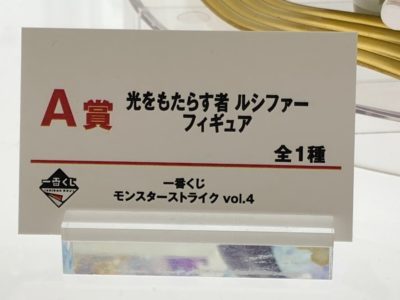 A賞
光をもたらす者 ルシファー
フィギュア
全1種
一番くじ
一番くじ
モンスターストライク vol.4